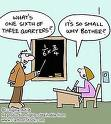 WHAT'S
ONE SIXTH
OF
THREE QUARTERS?
IT'S SO SMALL
WHY BOTHER?